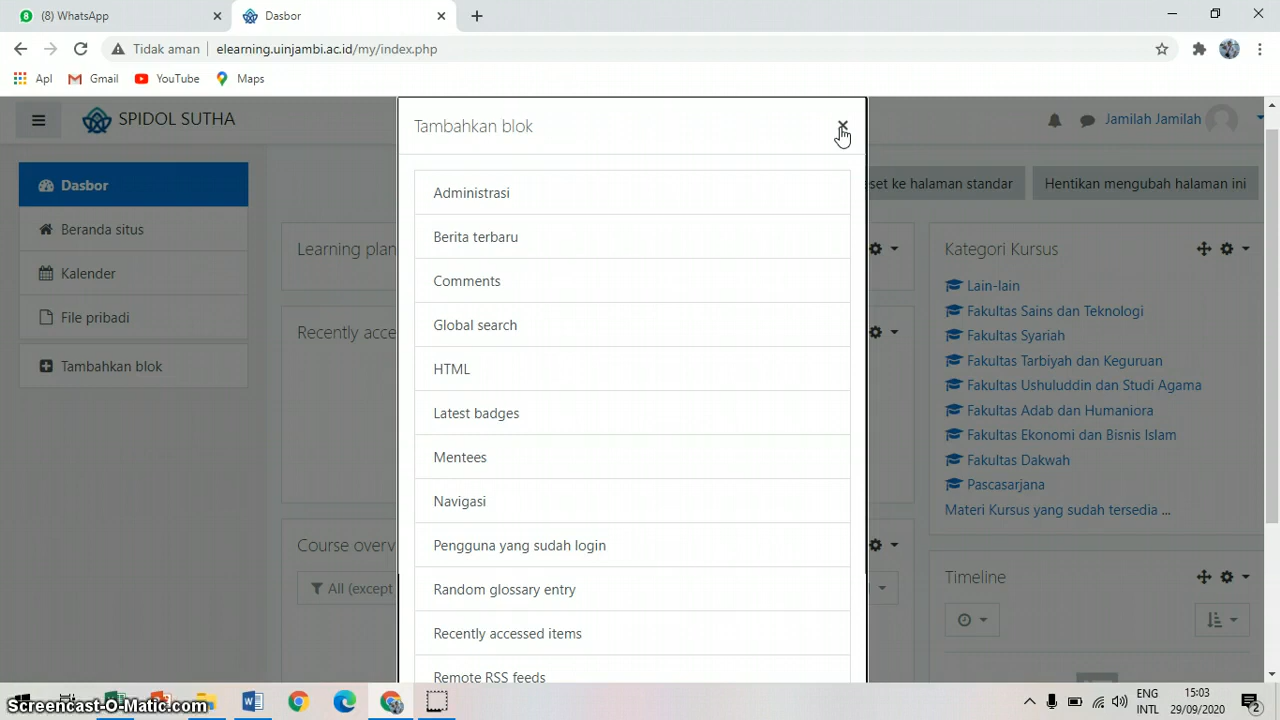 (8) WhatsApp
Dasbor
Tidak aman
elearning.uinjambi.ac.id/my/index.php
Apl
Gmail
YouTube
Maps
SPIDOL SUTHA
Jamilah Jamilah
Tambahkan blok
set ke halaman standar
Hentikan mengubah halaman ini
Dasbor
Beranda situs
Kalender
File pribadi
Tambahkan blok
Administrasi
Berita terbaru
Comments
Global search
HTML
Latest badges
Mentees
Navigasi
Pengguna yang sudah login
Random glossary entry
Recently accessed items
Remote RSS feeds
Learning plan
Recently acce
Course overv
All (except
Kategori Kursus
Lain-lain
Fakultas Sains dan Teknologi
Fakultas Syariah
Fakultas Tarbiyah dan Keguruan
Fakultas Ushuluddin dan Studi Agama
Fakultas Adab dan Humaniora
Fakultas Ekonomi dan Bisnis Islam
Fakultas Dakwah
Pascasarjana
Materi Kursus yang sudah tersedia ...
Timeline
Screencast-O-Matic.com
ENG
INTL
15:03
29/09/2020
2